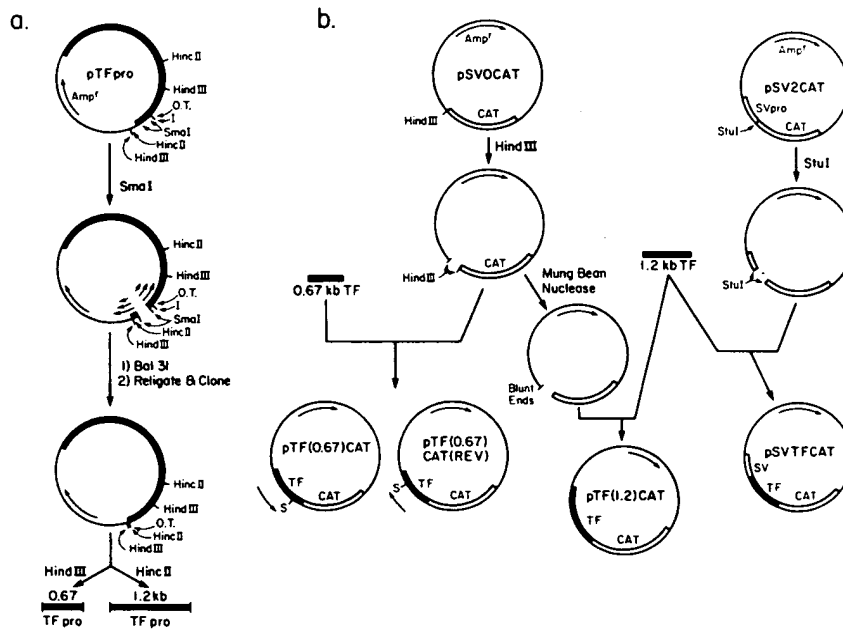 a.
pTFpro
Ampʳ
Hinc II
Hind III
O.T.
I
Sma I
Hinc II
Hind III
Sma I
Hinc II
Hind III
O.T.
I
Sma I
Hinc II
Hind III
1) Bal 31
2) Religate & Clone
Hinc II
Hind III
O.T.
Hinc II
Hind III
Hind III
Hinc II
0.67
1.2 kb
TF pro
TF pro
b.
Ampʳ
pSVOCAT
Hind III
CAT
Hind III
CAT
Hind III
0.67 kb TF
Mung Bean
Nuclease
Blunt
Ends
pTF(0.67)CAT
TF
S
CAT
pTF(0.67)
CAT(REV)
TF
S
CAT
pTF(1.2)CAT
TF
CAT
Ampʳ
pSV2CAT
SVpro
Stu I
CAT
Stu I
1.2 kb TF
Stu I
pSVTFCAT
SV
TF
CAT